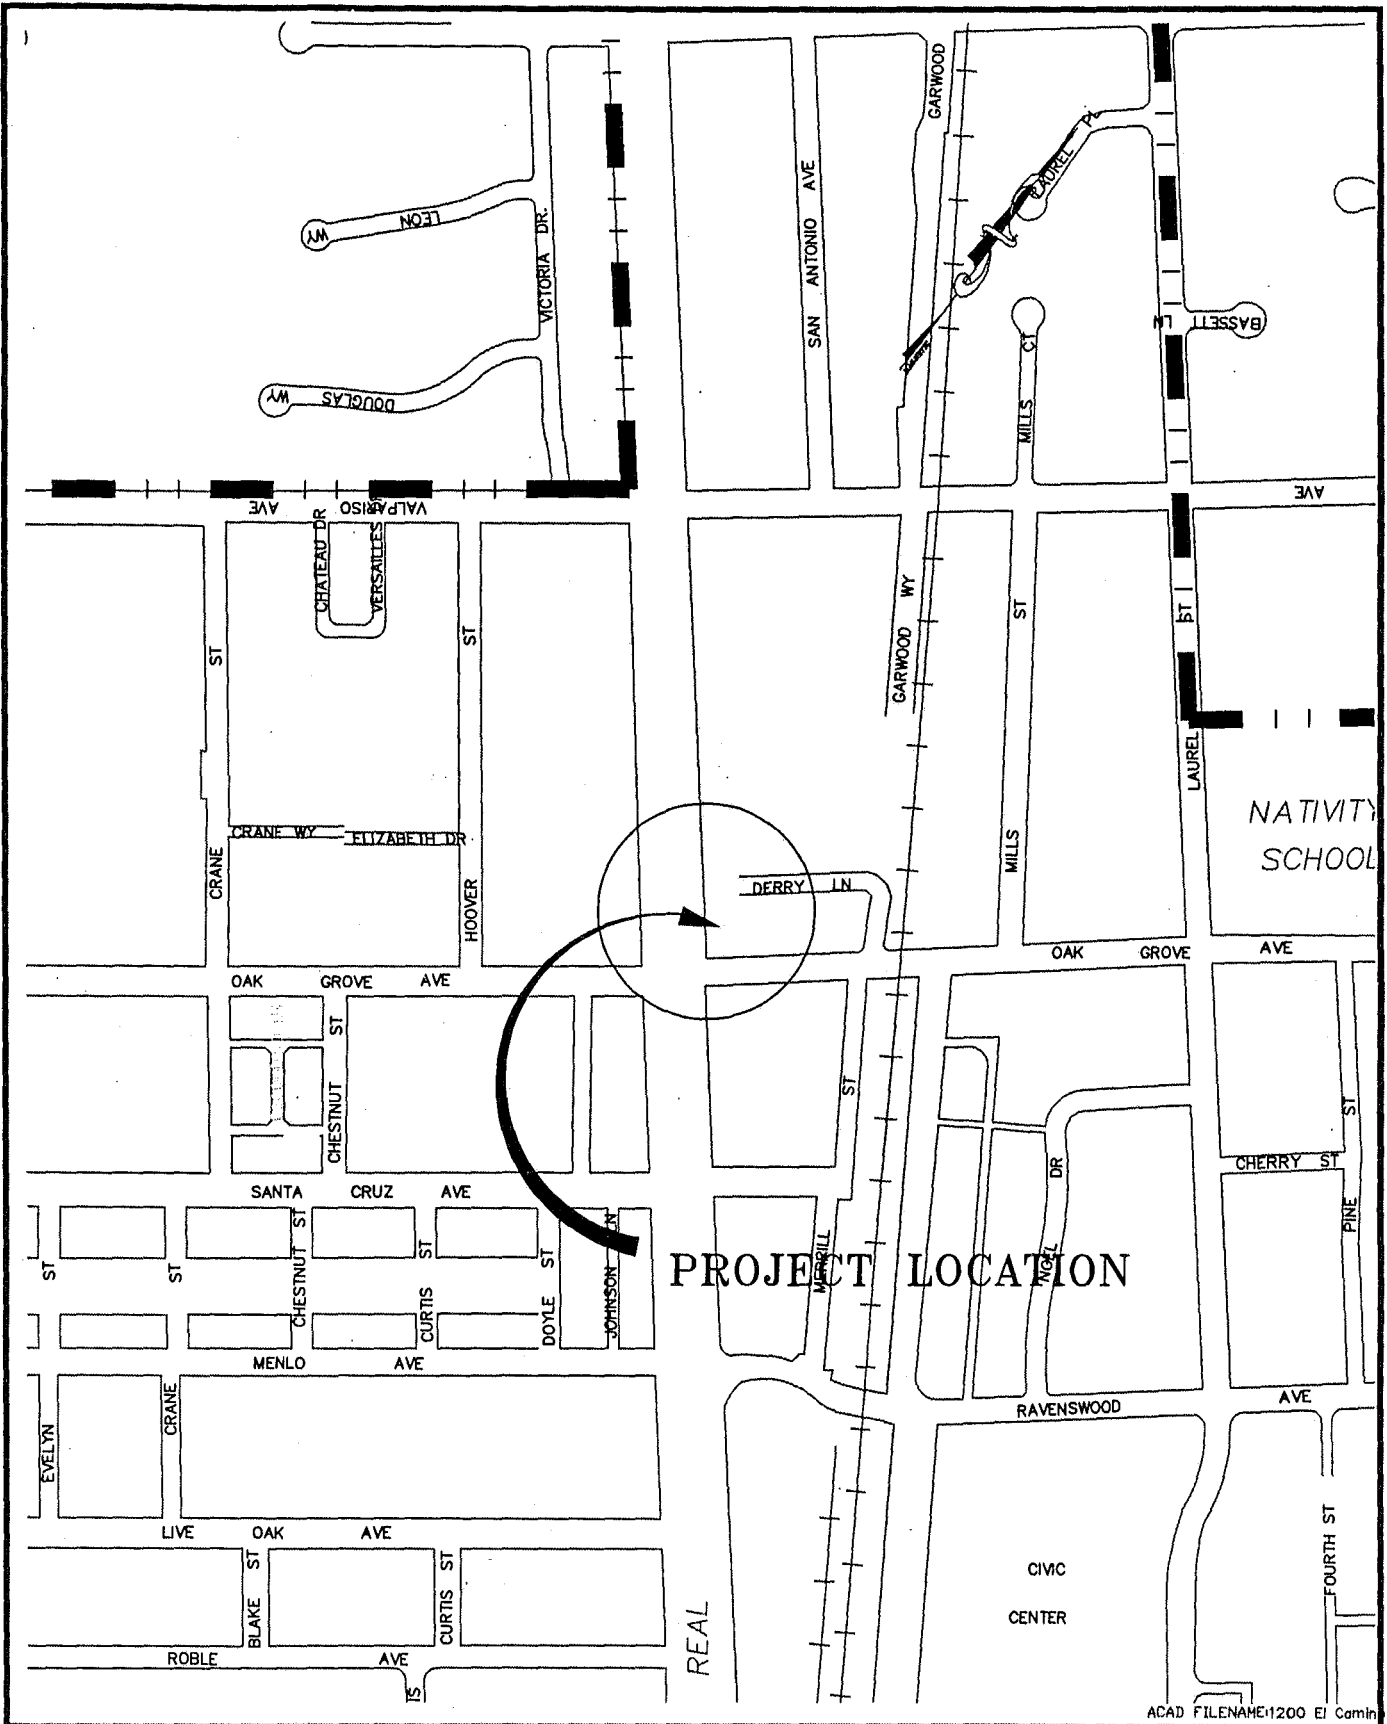 GARWOOD
LAUREL PL
LEON WY
VICTORIA DR.
SAN ANTONIO AVE
BASSETT LN
DOUGLAS WY
MILLS CT
VALPARISO AVE
AVE
CHATEAU DR
VERSAILLES
GARWOOD WY
MILLS ST
LAUREL ST
CRANE ST
HOOVER ST
NATIVITY
SCHOOL
CRANE WY
ELIZABETH DR
DERRY LN
OAK GROVE AVE
OAK GROVE AVE
CHESTNUT ST
ST
NOEL DR
CHERRY ST
PINE ST
SANTA CRUZ AVE
ST
ST
CHESTNUT ST
CURTIS ST
DOYLE ST
JOHNSON LN
MERRILL
PROJECT LOCATION
MENLO AVE
EVELYN
CRANE
RAVENSWOOD AVE
LIVE OAK AVE
BLAKE ST
CURTIS ST
FOURTH ST
CIVIC
CENTER
REAL
ROBLE AVE
IS
ACAD FILENAME:1200 El Camin